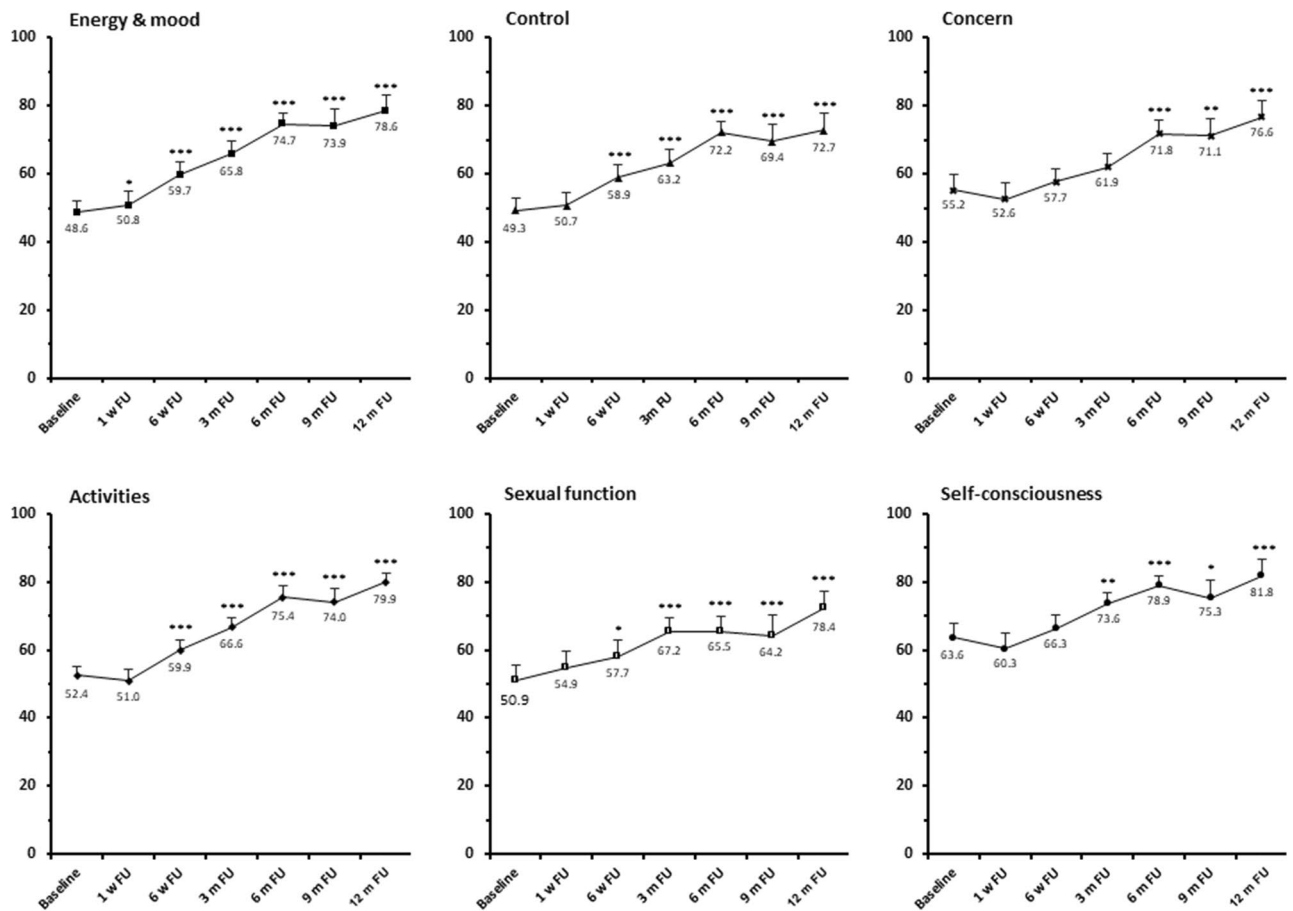 Energy & mood
100
80
60
40
20
0
***
***
***
***
***
*
48.6
50.8
59.7
65.8
74.7
73.9
78.6
Baseline
1 w FU
6 w FU
3 m FU
6 m FU
9 m FU
12 m FU
Control
100
80
60
40
20
0
***
***
***
***
***
49.3
50.7
58.9
63.2
72.2
69.4
72.7
Baseline
1 w FU
6 w FU
3m FU
6 m FU
9 m FU
12 m FU
Concern
100
80
60
40
20
0
***
**
***
55.2
52.6
57.7
61.9
71.8
71.1
76.6
Baseline
1 w FU
6 w FU
3 m FU
6 m FU
9 m FU
12 m FU
Activities
100
80
60
40
20
0
***
***
***
***
***
52.4
51.0
59.9
66.6
75.4
74.0
79.9
Baseline
1 w FU
6 w FU
3 m FU
6 m FU
9 m FU
12 m FU
Sexual function
100
80
60
40
20
0
*
***
***
***
***
50.9
54.9
57.7
67.2
65.5
64.2
78.4
Baseline
1 w FU
6 w FU
3 m FU
6 m FU
9 m FU
12 m FU
Self-consciousness
100
80
60
40
20
0
**
***
*
***
63.6
60.3
66.3
73.6
78.9
75.3
81.8
Baseline
1 w FU
6 w FU
3 m FU
6 m FU
9 m FU
12 m FU